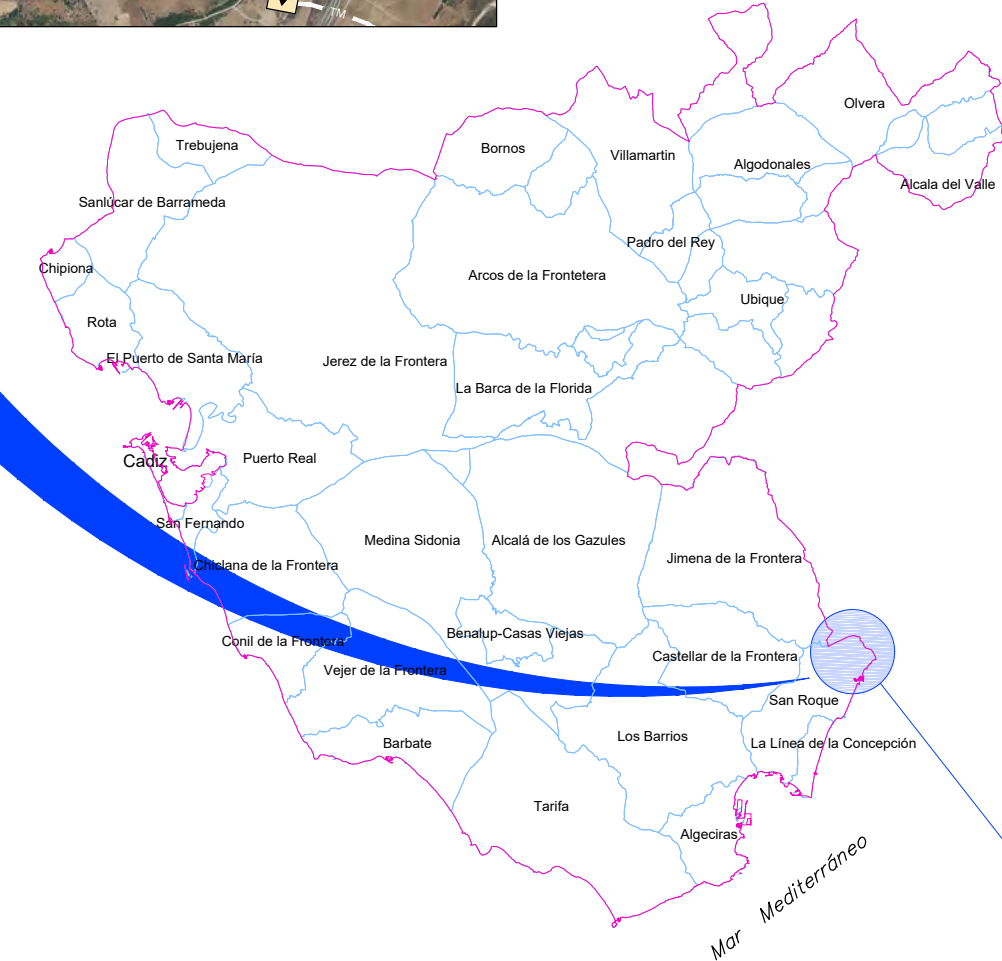 TM
Olvera
Trebujena
Bornos
Villamartin
Algodonales
Alcala del Valle
Sanlúcar de Barrameda
Padro del Rey
Chipiona
Arcos de la Frontetera
Ubique
Rota
El Puerto de Santa María
Jerez de la Frontera
La Barca de la Florida
Cadiz
Puerto Real
San Fernando
Medina Sidonia
Alcalá de los Gazules
Jimena de la Frontera
Chiclana de la Frontera
Conil de la Frontera
Benalup-Casas Viejas
Castellar de la Frontera
Vejer de la Frontera
San Roque
Barbate
Los Barrios
La Línea de la Concepción
Tarifa
Algeciras
Mar Mediterráneo